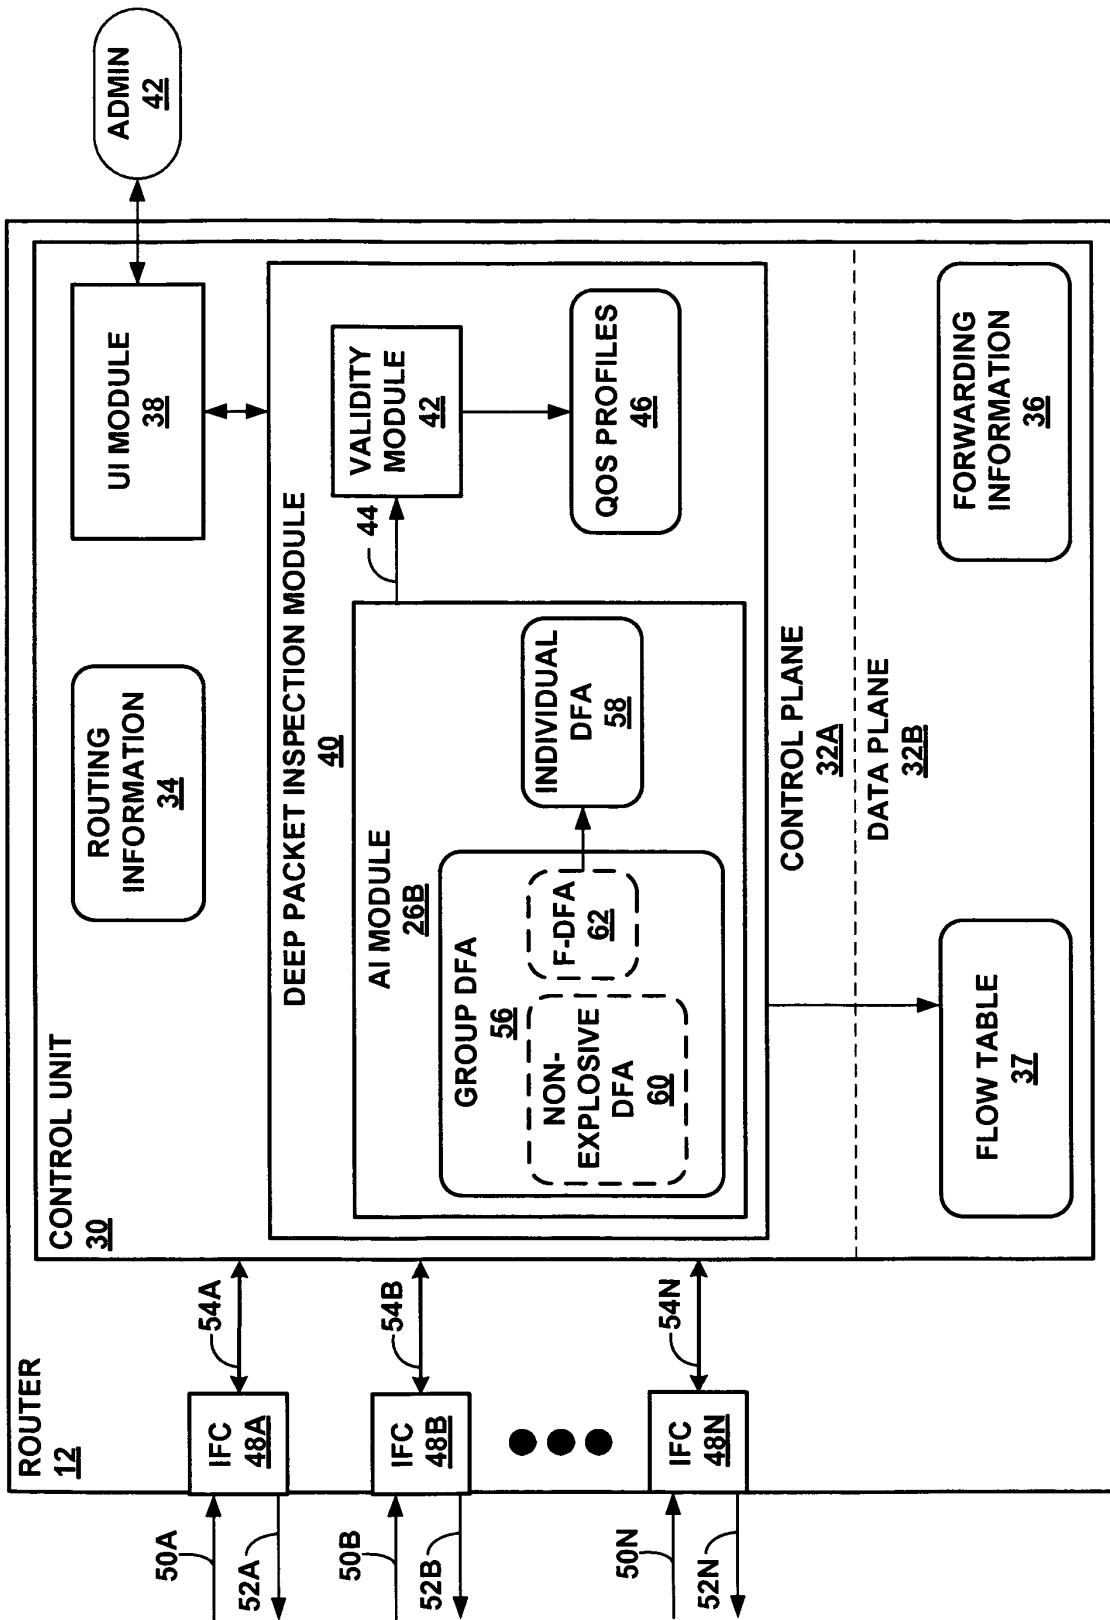 ROUTER
12
CONTROL UNIT
30
ROUTING
INFORMATION
34
UI MODULE
38
ADMIN
42
DEEP PACKET INSPECTION MODULE
40
AI MODULE
26B
GROUP DFA
56
NON-
EXPLOSIVE
DFA
60
F-DFA
62
INDIVIDUAL
DFA
58
44
VALIDITY
MODULE
42
QOS PROFILES
46
CONTROL PLANE
32A
DATA PLANE
32B
FLOW TABLE
37
FORWARDING
INFORMATION
36
50A
52A
IFC
48A
54A
50B
52B
IFC
48B
54B
50N
52N
IFC
48N
54N